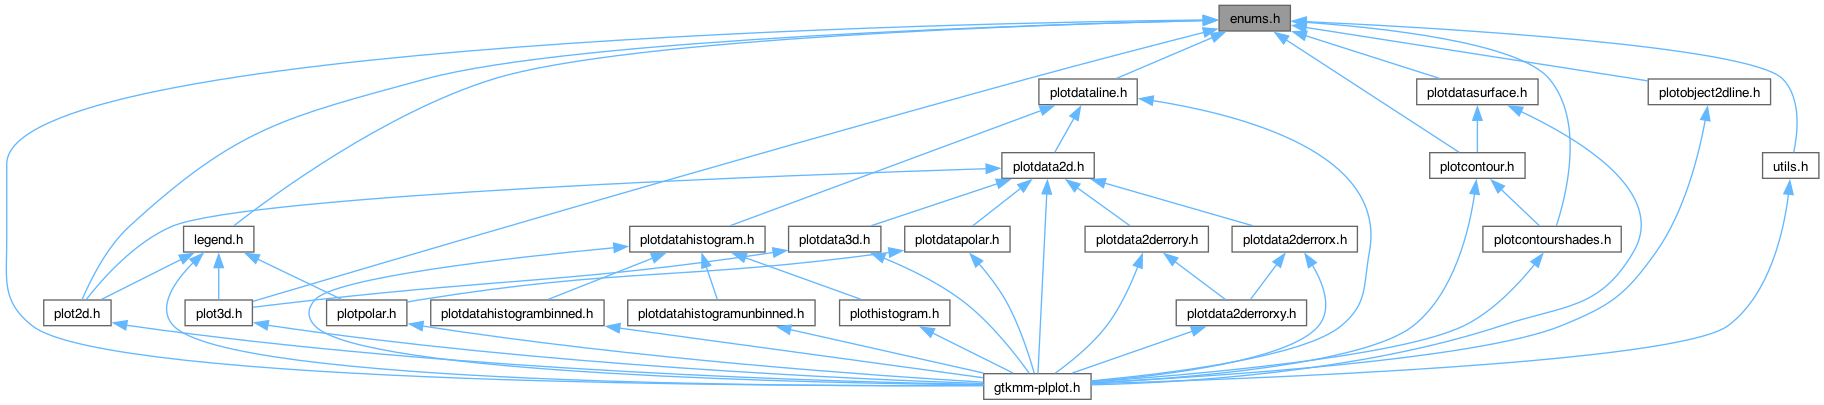 enums.h
plotdataline.h
plotdatasurface.h
plotobject2dline.h
plotdata2d.h
plotcontour.h
utils.h
legend.h
plotdatahistogram.h
plotdata3d.h
plotdatapolar.h
plotdata2derrory.h
plotdata2derrorx.h
plotcontourshades.h
plot2d.h
plot3d.h
plotpolar.h
plotdatahistogrambinned.h
plotdatahistogramunbinned.h
plothistogram.h
plotdata2derrorxy.h
gtkmm-plplot.h